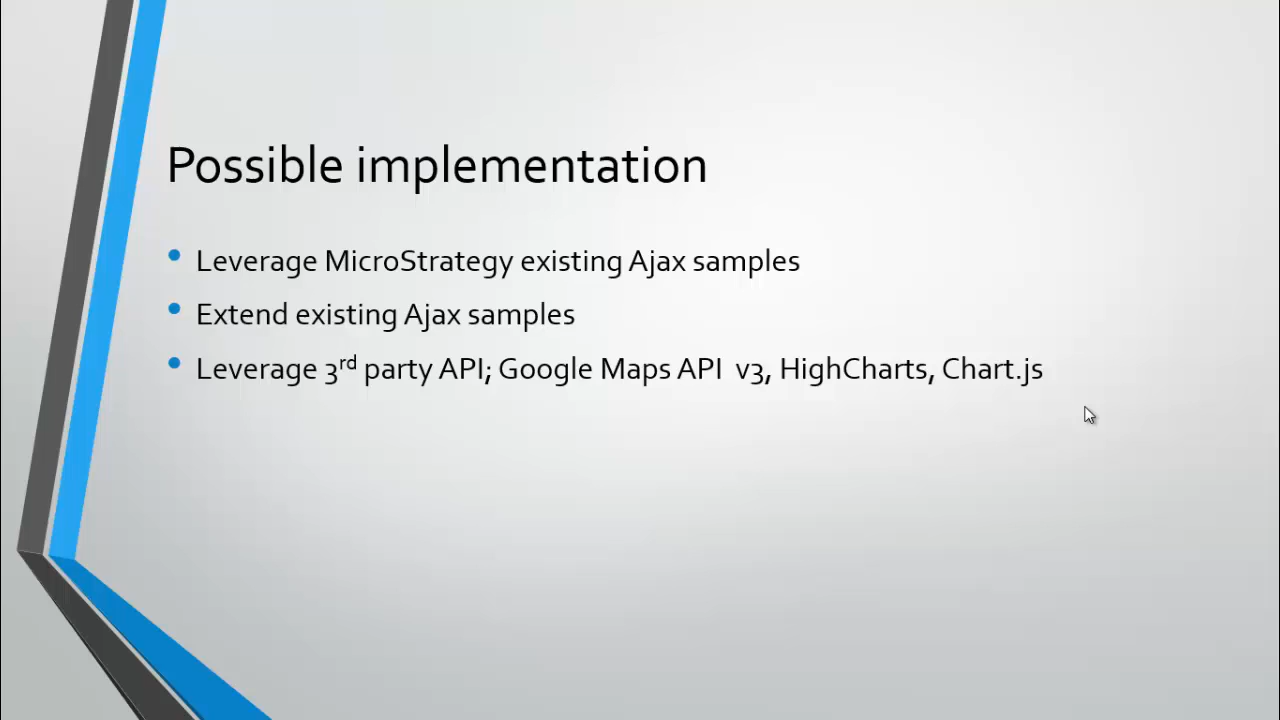 Possible implementation
• Leverage MicroStrategy existing Ajax samples
• Extend existing Ajax samples
• Leverage 3rd party API; Google Maps API  v3, HighCharts, Chart.js